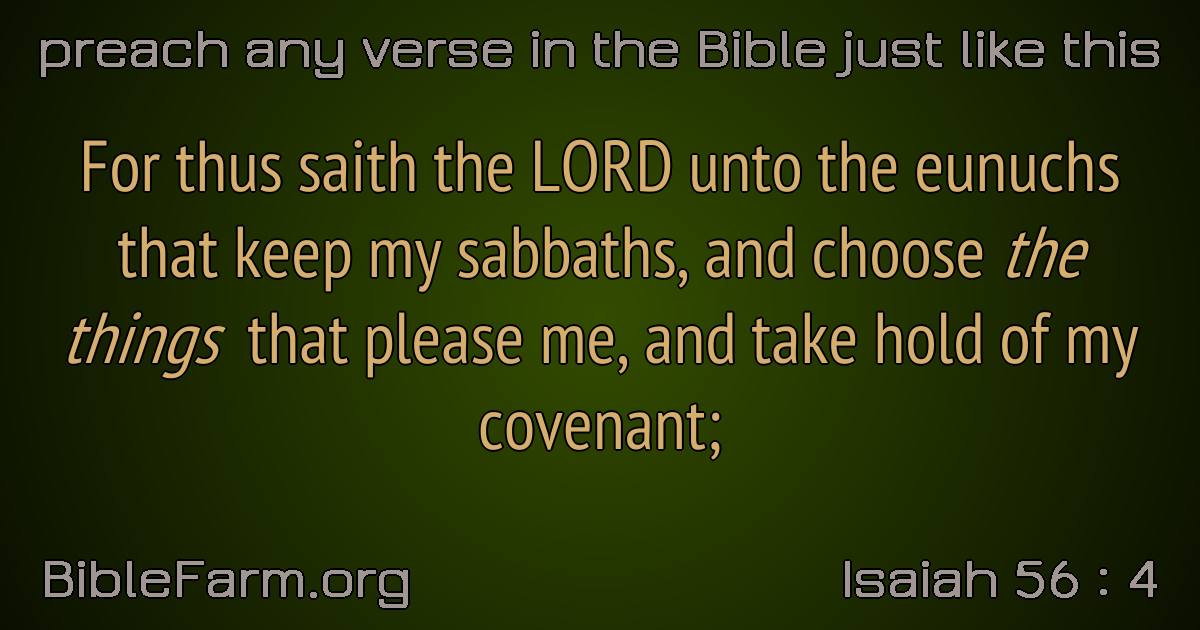 preach any verse in the Bible just like this
For thus saith the LORD unto the eunuchs
that keep my sabbaths, and choose the
things that please me, and take hold of my
covenant;
BibleFarm.org
Isaiah 56 : 4